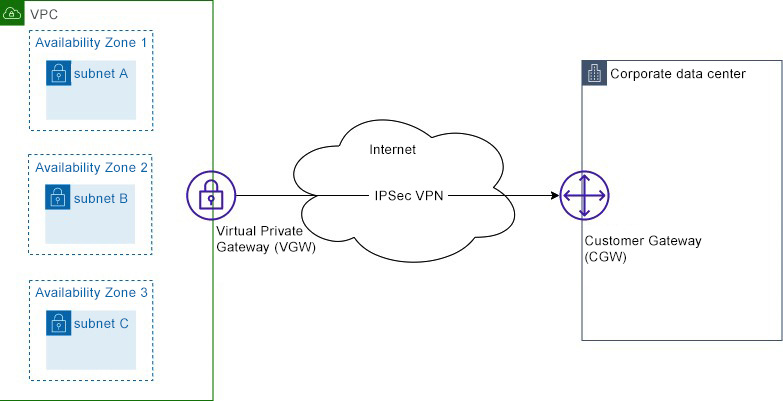 VPC
Availability Zone 1
subnet A
Availability Zone 2
subnet B
Availability Zone 3
subnet C
Virtual Private
Gateway (VGW)
Internet
IPSec VPN
Corporate data center
Customer Gateway
(CGW)